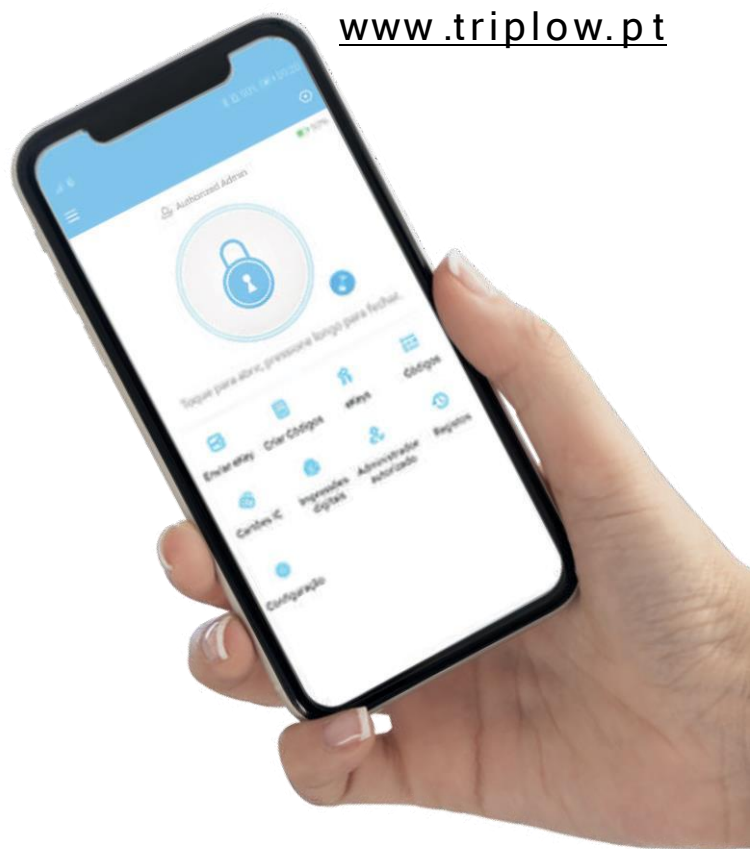 www.triplow.pt
Authorized Admin
Toque para abrir, pressione longo para fechar.
Enviar eKey
Criar Códigos
eKeys
Códigos
Cartões IC
Impressões
digitais
Administrador
autorizado
Registos
Configuração